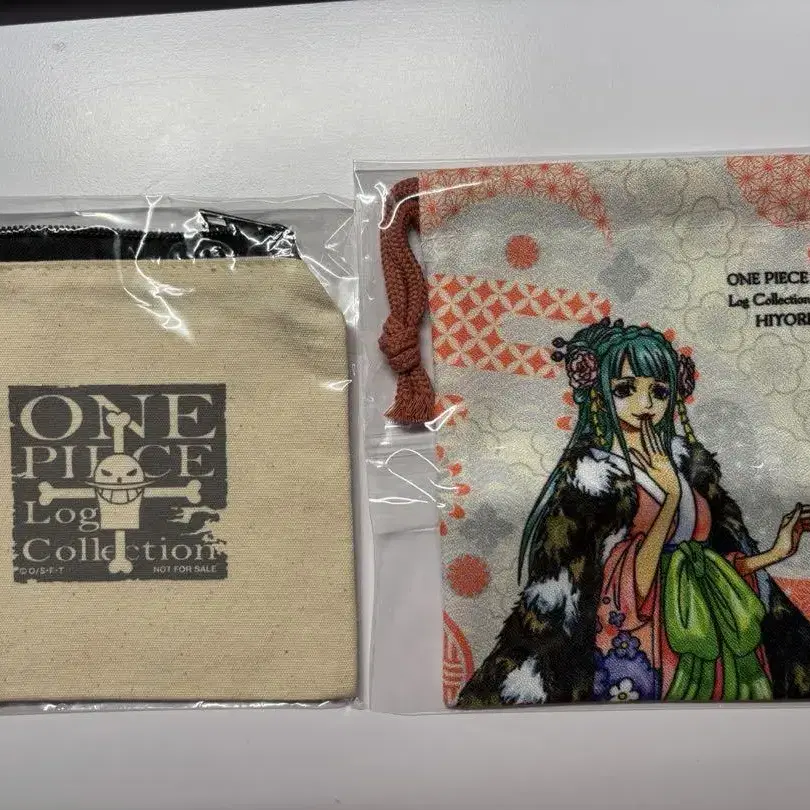 ONE
PIECE
Log
Collection
©O/S・F・T
NOT FOR SALE
ONE PIECE
Log Collection
HIYORI